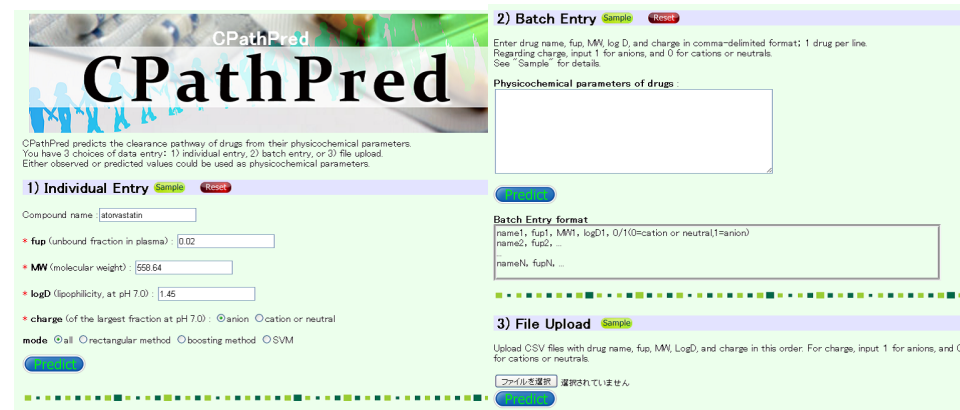 CPathPred
CPathPred
CPathPred predicts the clearance pathway of drugs from their physicochemical parameters.
You have 3 choices of data entry: 1) individual entry, 2) batch entry, or 3) file upload.
Either observed or predicted values could be used as physicochemical parameters.
1) Individual Entry Sample Reset
Compound name : atorvastatin
* fup (unbound fraction in plasma) : 0.02
* MW (molecular weight) : 558.64
* logD (lipophilicity, at pH 7.0) : 1.45
* charge (of the largest fraction at pH 7.0) : anion cation or neutral
mode all rectangular method boosting method SVM
Predict
2) Batch Entry Sample Reset
Enter drug name, fup, MW, log D, and charge in comma-delimited format; 1 drug per line.
Regarding charge, input 1 for anions, and 0 for cations or neutrals.
See ~Sample~ for details.
Physicochemical parameters of drugs :
Predict
Batch Entry format
name1, fup1, MW1, logD1, 0/1(0=cation or neutral,1=anion)
name2, fup2, ...
...
nameN, fupN, ...
3) File Upload Sample
Upload CSV files with drug name, fup, MW, LogD, and charge in this order. For charge, input 1 for anions, and 0
for cations or neutrals.
ファイルを選択 選択されていません
Predict